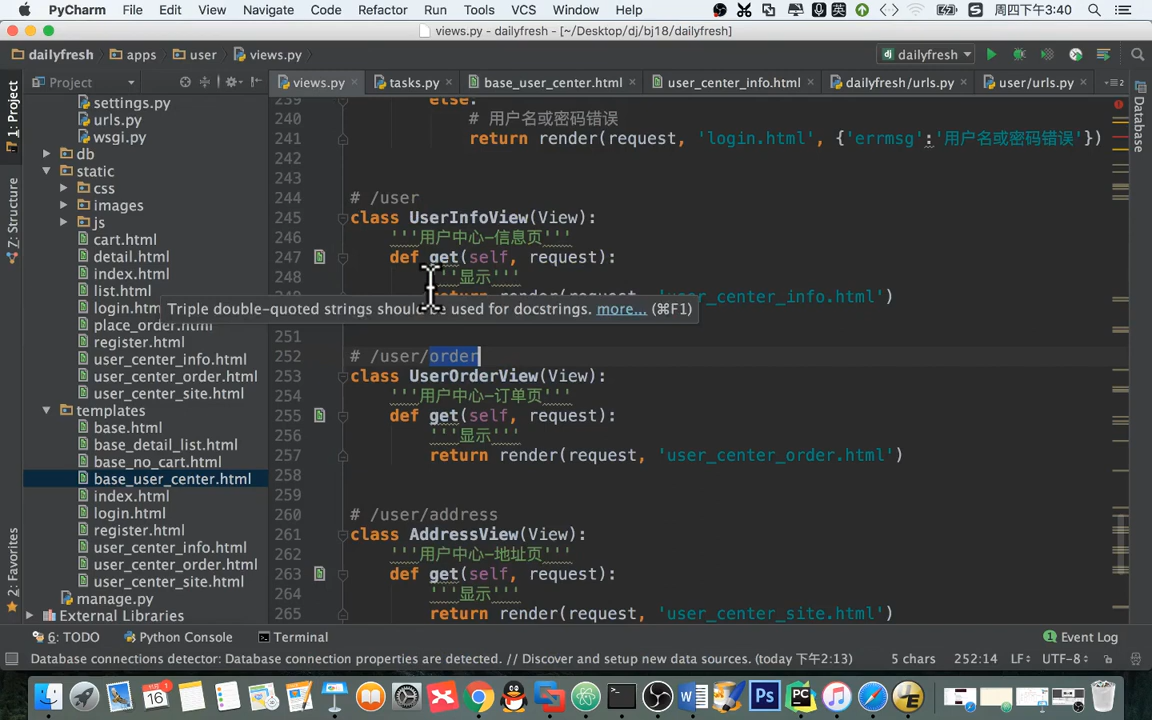 PyCharm File Edit View Navigate Code Refactor Run Tools VCS Window Help 周四下午3:40
views.py - dailyfresh - [~/Desktop/dj/bj18/dailyfresh]
dailyfresh apps user views.py dailyfresh
Project views.py tasks.py base_user_center.html user_center_info.html dailyfresh/urls.py user/urls.py
1: Project
7: Structure
2: Favorites
Database
settings.py
urls.py
wsgi.py
db
static
css
images
js
cart.html
detail.html
index.html
list.html
place_order.html
register.html
user_center_info.html
user_center_order.html
user_center_site.html
templates
base.html
base_detail_list.html
base_no_cart.html
base_user_center.html
index.html
login.html
register.html
user_center_info.html
user_center_order.html
user_center_site.html
manage.py
External Libraries
239 else:
240 # 用户名或密码错误
241 return render(request, 'login.html', {'errmsg':'用户名或密码错误'})
242
243
244 # /user
245 class UserInfoView(View):
246 '''用户中心-信息页'''
247 def get(self, request):
248 '''显示'''
return render(request, 'user_center_info.html')
Triple double-quoted strings should be used for docstrings. more... (⌘F1)
251
252 # /user/order
253 class UserOrderView(View):
254 '''用户中心-订单页'''
255 def get(self, request):
256 '''显示'''
257 return render(request, 'user_center_order.html')
258
259
260 # /user/address
261 class AddressView(View):
262 '''用户中心-地址页'''
263 def get(self, request):
264 '''显示'''
265 return render(request, 'user_center_site.html')
6: TODO Python Console Terminal 1 Event Log
Database connections detector: Database connection properties are detected. // Discover and setup new data sources. (today 下午2:13) 5 chars 252:14 LF UTF-8